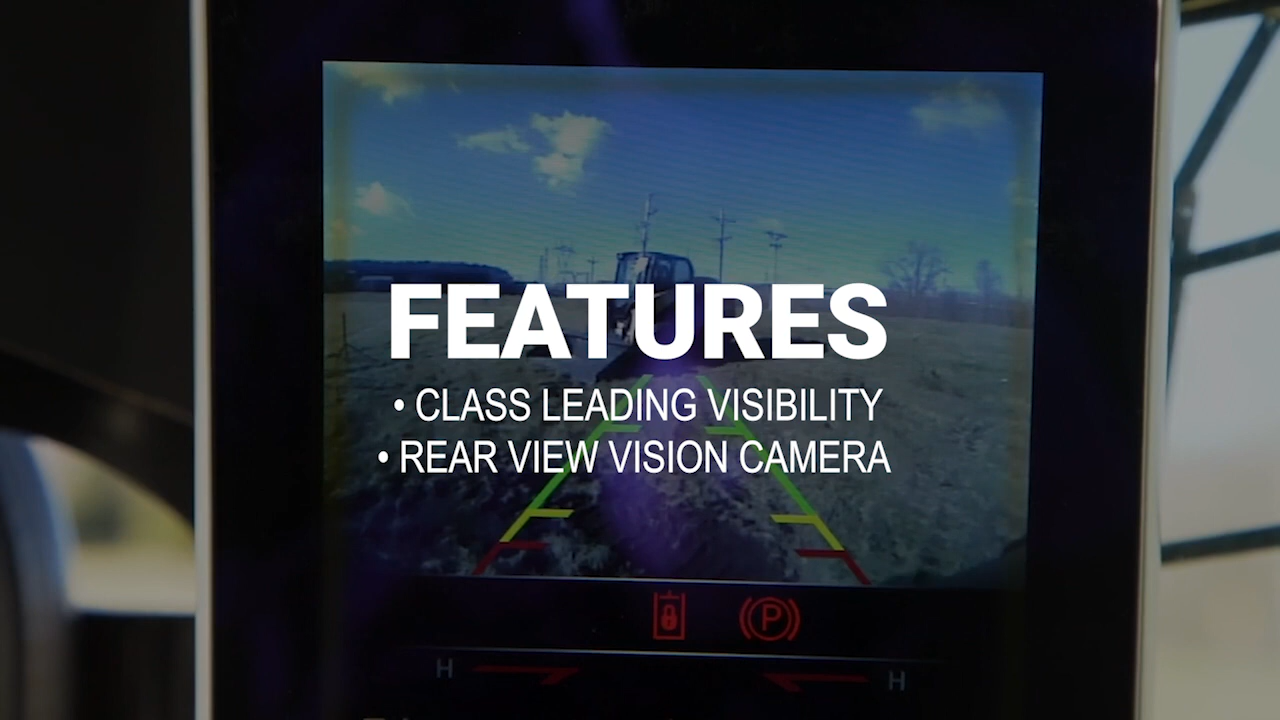 FEATURES
• CLASS LEADING VISIBILITY
• REAR VIEW VISION CAMERA
P
H H